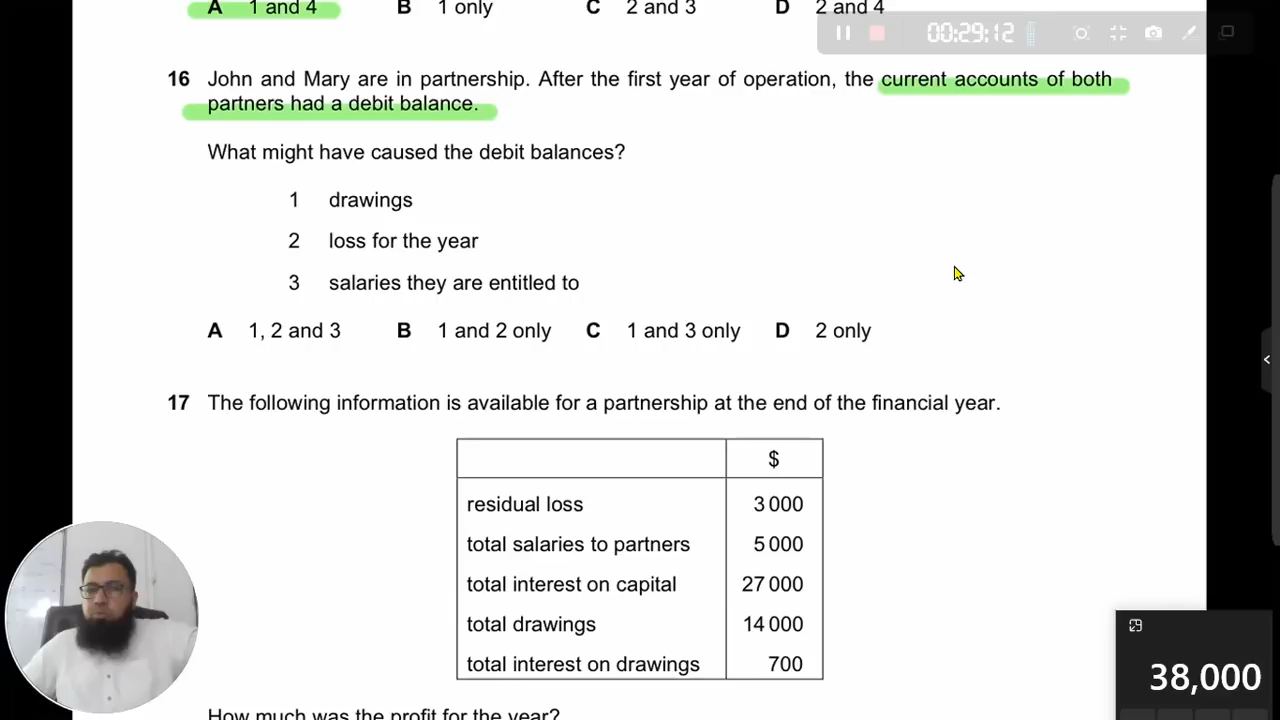 A 1 and 4 B 1 only C 2 and 3 D 2 and 4
00:29:12
16 John and Mary are in partnership. After the first year of operation, the current accounts of both
partners had a debit balance.
What might have caused the debit balances?
1 drawings
2 loss for the year
3 salaries they are entitled to
A 1, 2 and 3 B 1 and 2 only C 1 and 3 only D 2 only
17 The following information is available for a partnership at the end of the financial year.
$
residual loss 3 000
total salaries to partners 5 000
total interest on capital 27 000
total drawings 14 000
total interest on drawings 700
38,000
How much was the profit for the year?